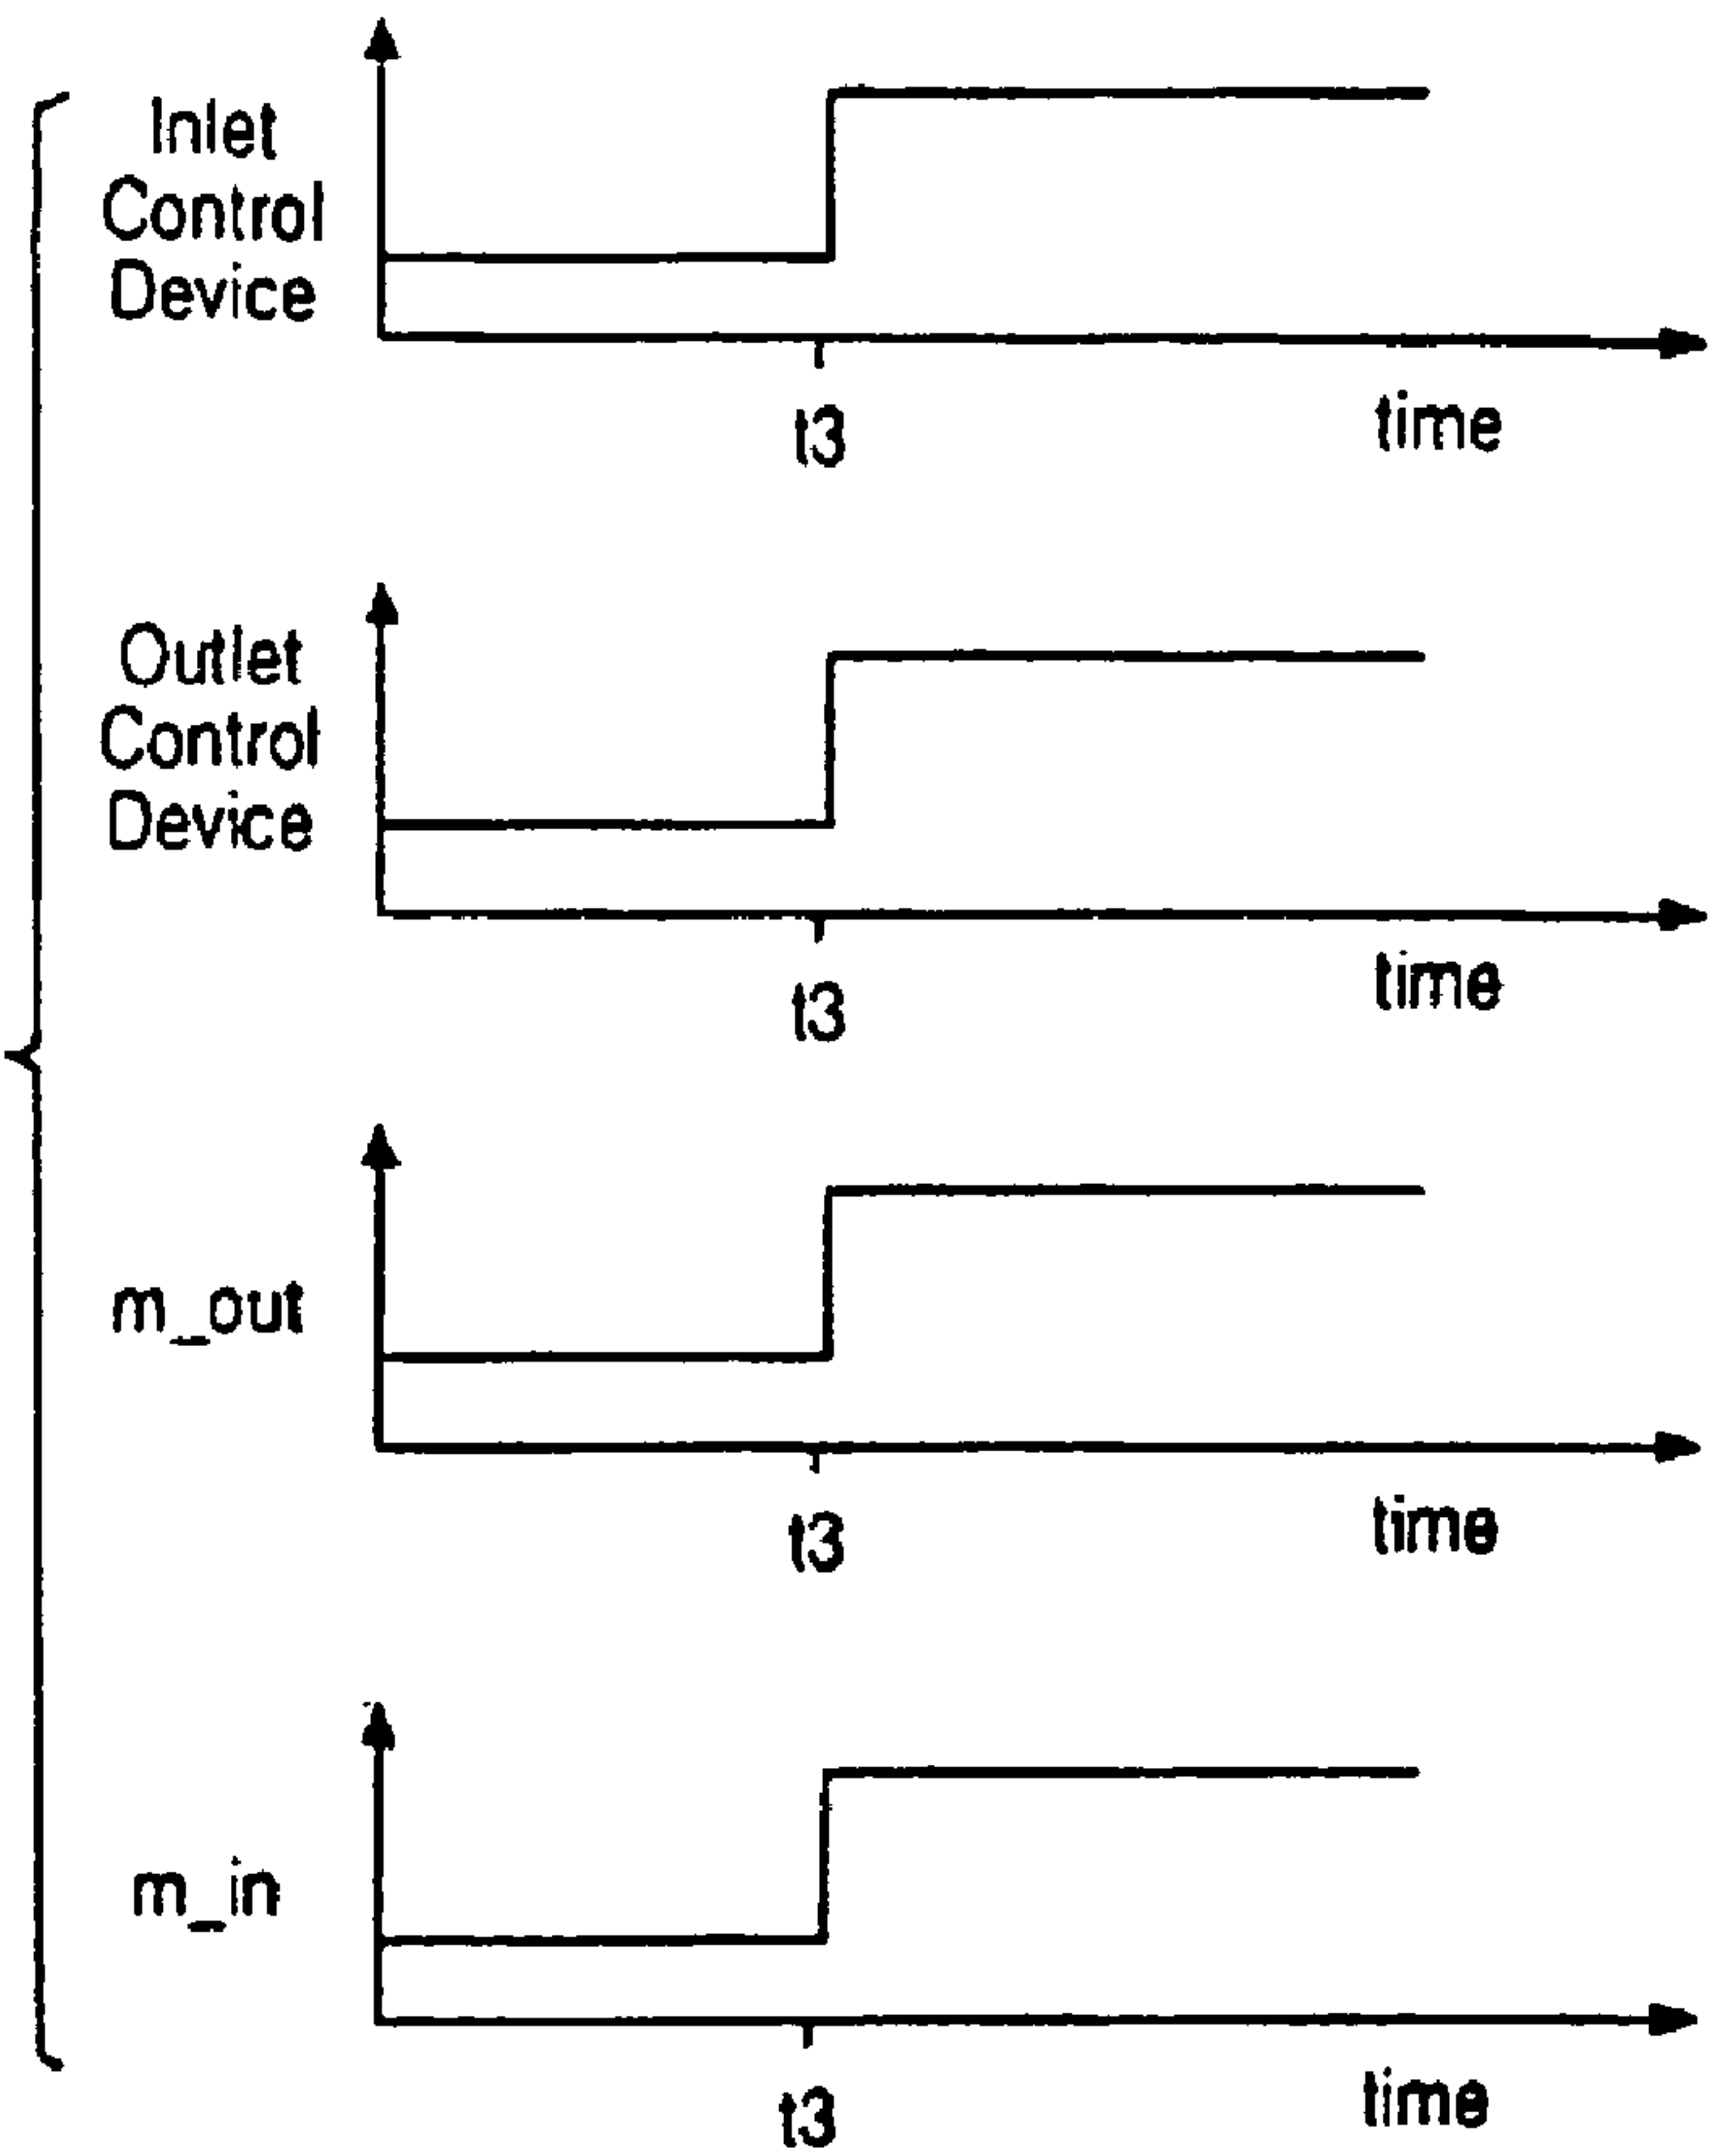 Inlet
Control
Device
t3
time
Outlet
Control
Device
t3
time
m_out
t3
time
m_in
t3
time